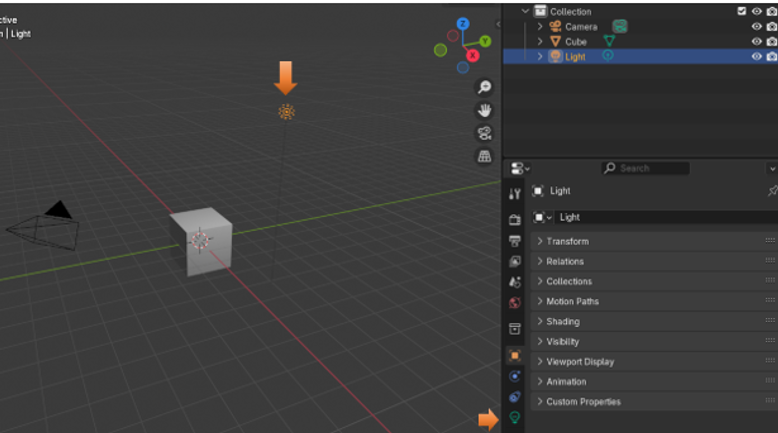 ctive
n | Light
Z
Y
X
Collection
Camera
Cube
Light
Search
Light
Light
Transform
Relations
Collections
Motion Paths
Shading
Visibility
Viewport Display
Animation
Custom Properties